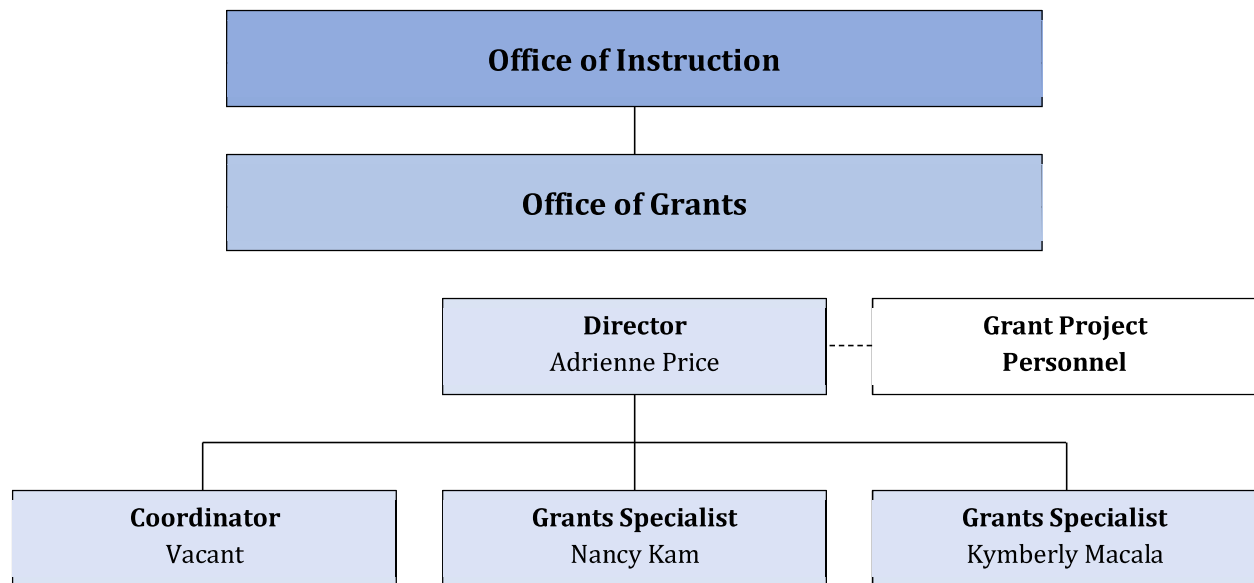 Office of Instruction
Office of Grants
Director
Adrienne Price
Grant Project
Personnel
Coordinator
Vacant
Grants Specialist
Nancy Kam
Grants Specialist
Kymberly Macala